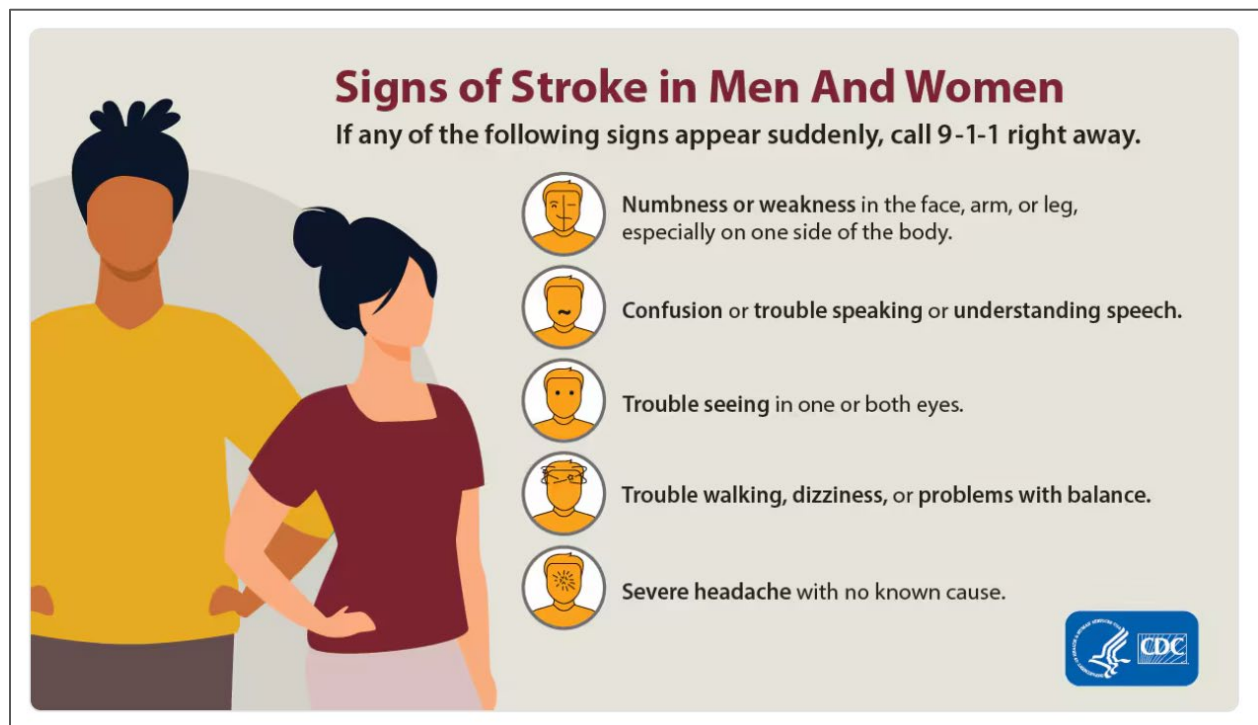 Signs of Stroke in Men And Women
If any of the following signs appear suddenly, call 9-1-1 right away.
Numbness or weakness in the face, arm, or leg,
especially on one side of the body.
Confusion or trouble speaking or understanding speech.
Trouble seeing in one or both eyes.
Trouble walking, dizziness, or problems with balance.
Severe headache with no known cause.
CDC